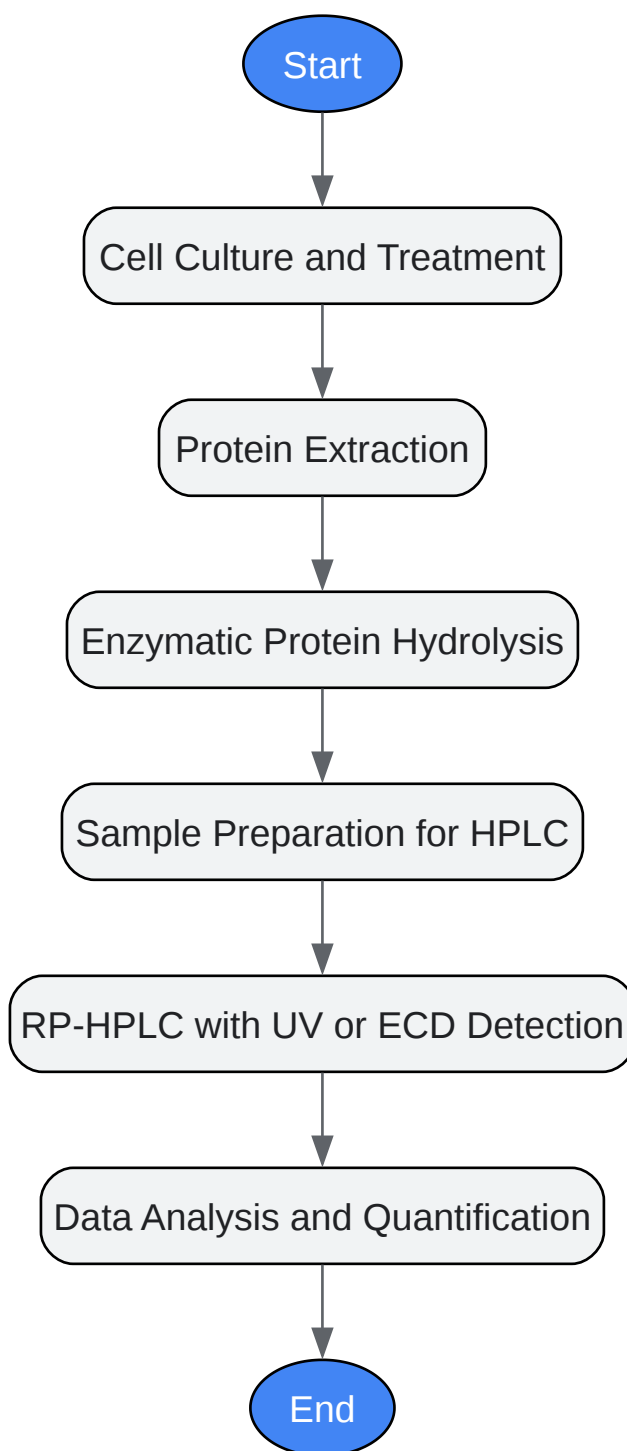 Start
Cell Culture and Treatment
Protein Extraction
Enzymatic Protein Hydrolysis
Sample Preparation for HPLC
RP-HPLC with UV or ECD Detection
Data Analysis and Quantification
End